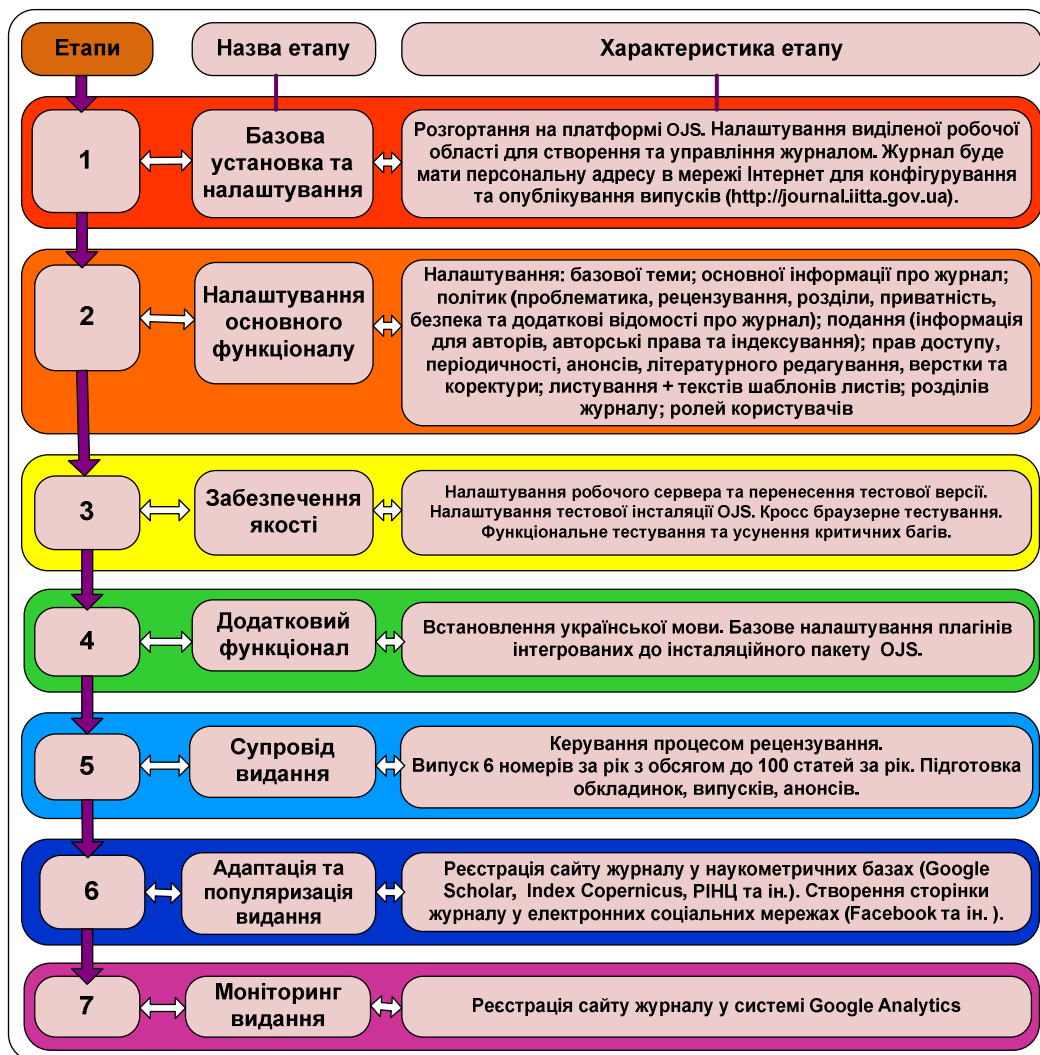 Етапи
Назва етапу
Характеристика етапу
1
Базова
установка та
налаштування
Розгортання на платформі OJS. Налаштування виділеної робочої
області для створення та управління журналом. Журнал буде
мати персональну адресу в мережі Інтернет для конфігурування
та опублікування випусків (http://journal.iitta.gov.ua).
2
Налаштування
основного
функціоналу
Налаштування: базової теми; основної інформації про журнал;
політик (проблематика, рецензування, розділи, приватність,
безпека та додаткові відомості про журнал); подання (інформація
для авторів, авторські права та індексування); прав доступу,
періодичності, анонсів, літературного редагування, верстки та
коректури; листування + текстів шаблонів листів; розділів
журналу; ролей користувачів
3
Забезпечення
якості
Налаштування робочого сервера та перенесення тестової версії.
Налаштування тестової інсталяції OJS. Кросс браузерне тестування.
Функціональне тестування та усунення критичних багів.
4
Додатковий
функціонал
Встановлення української мови. Базове налаштування плагінів
інтегрованих до інсталяційного пакету OJS.
5
Супровід
видання
Керування процесом рецензування.
Випуск 6 номерів за рік з обсягом до 100 статей за рік. Підготовка
обкладинок, випусків, анонсів.
6
Адаптація та
популяризація
видання
Реєстрація сайту журналу у наукометричних базах (Google
Scholar, Index Copernicus, РІНЦ та ін.). Створення сторінки
журналу у електронних соціальних мережах (Facebook та ін. ).
7
Моніторинг
видання
Реєстрація сайту журналу у системі Google Analytics